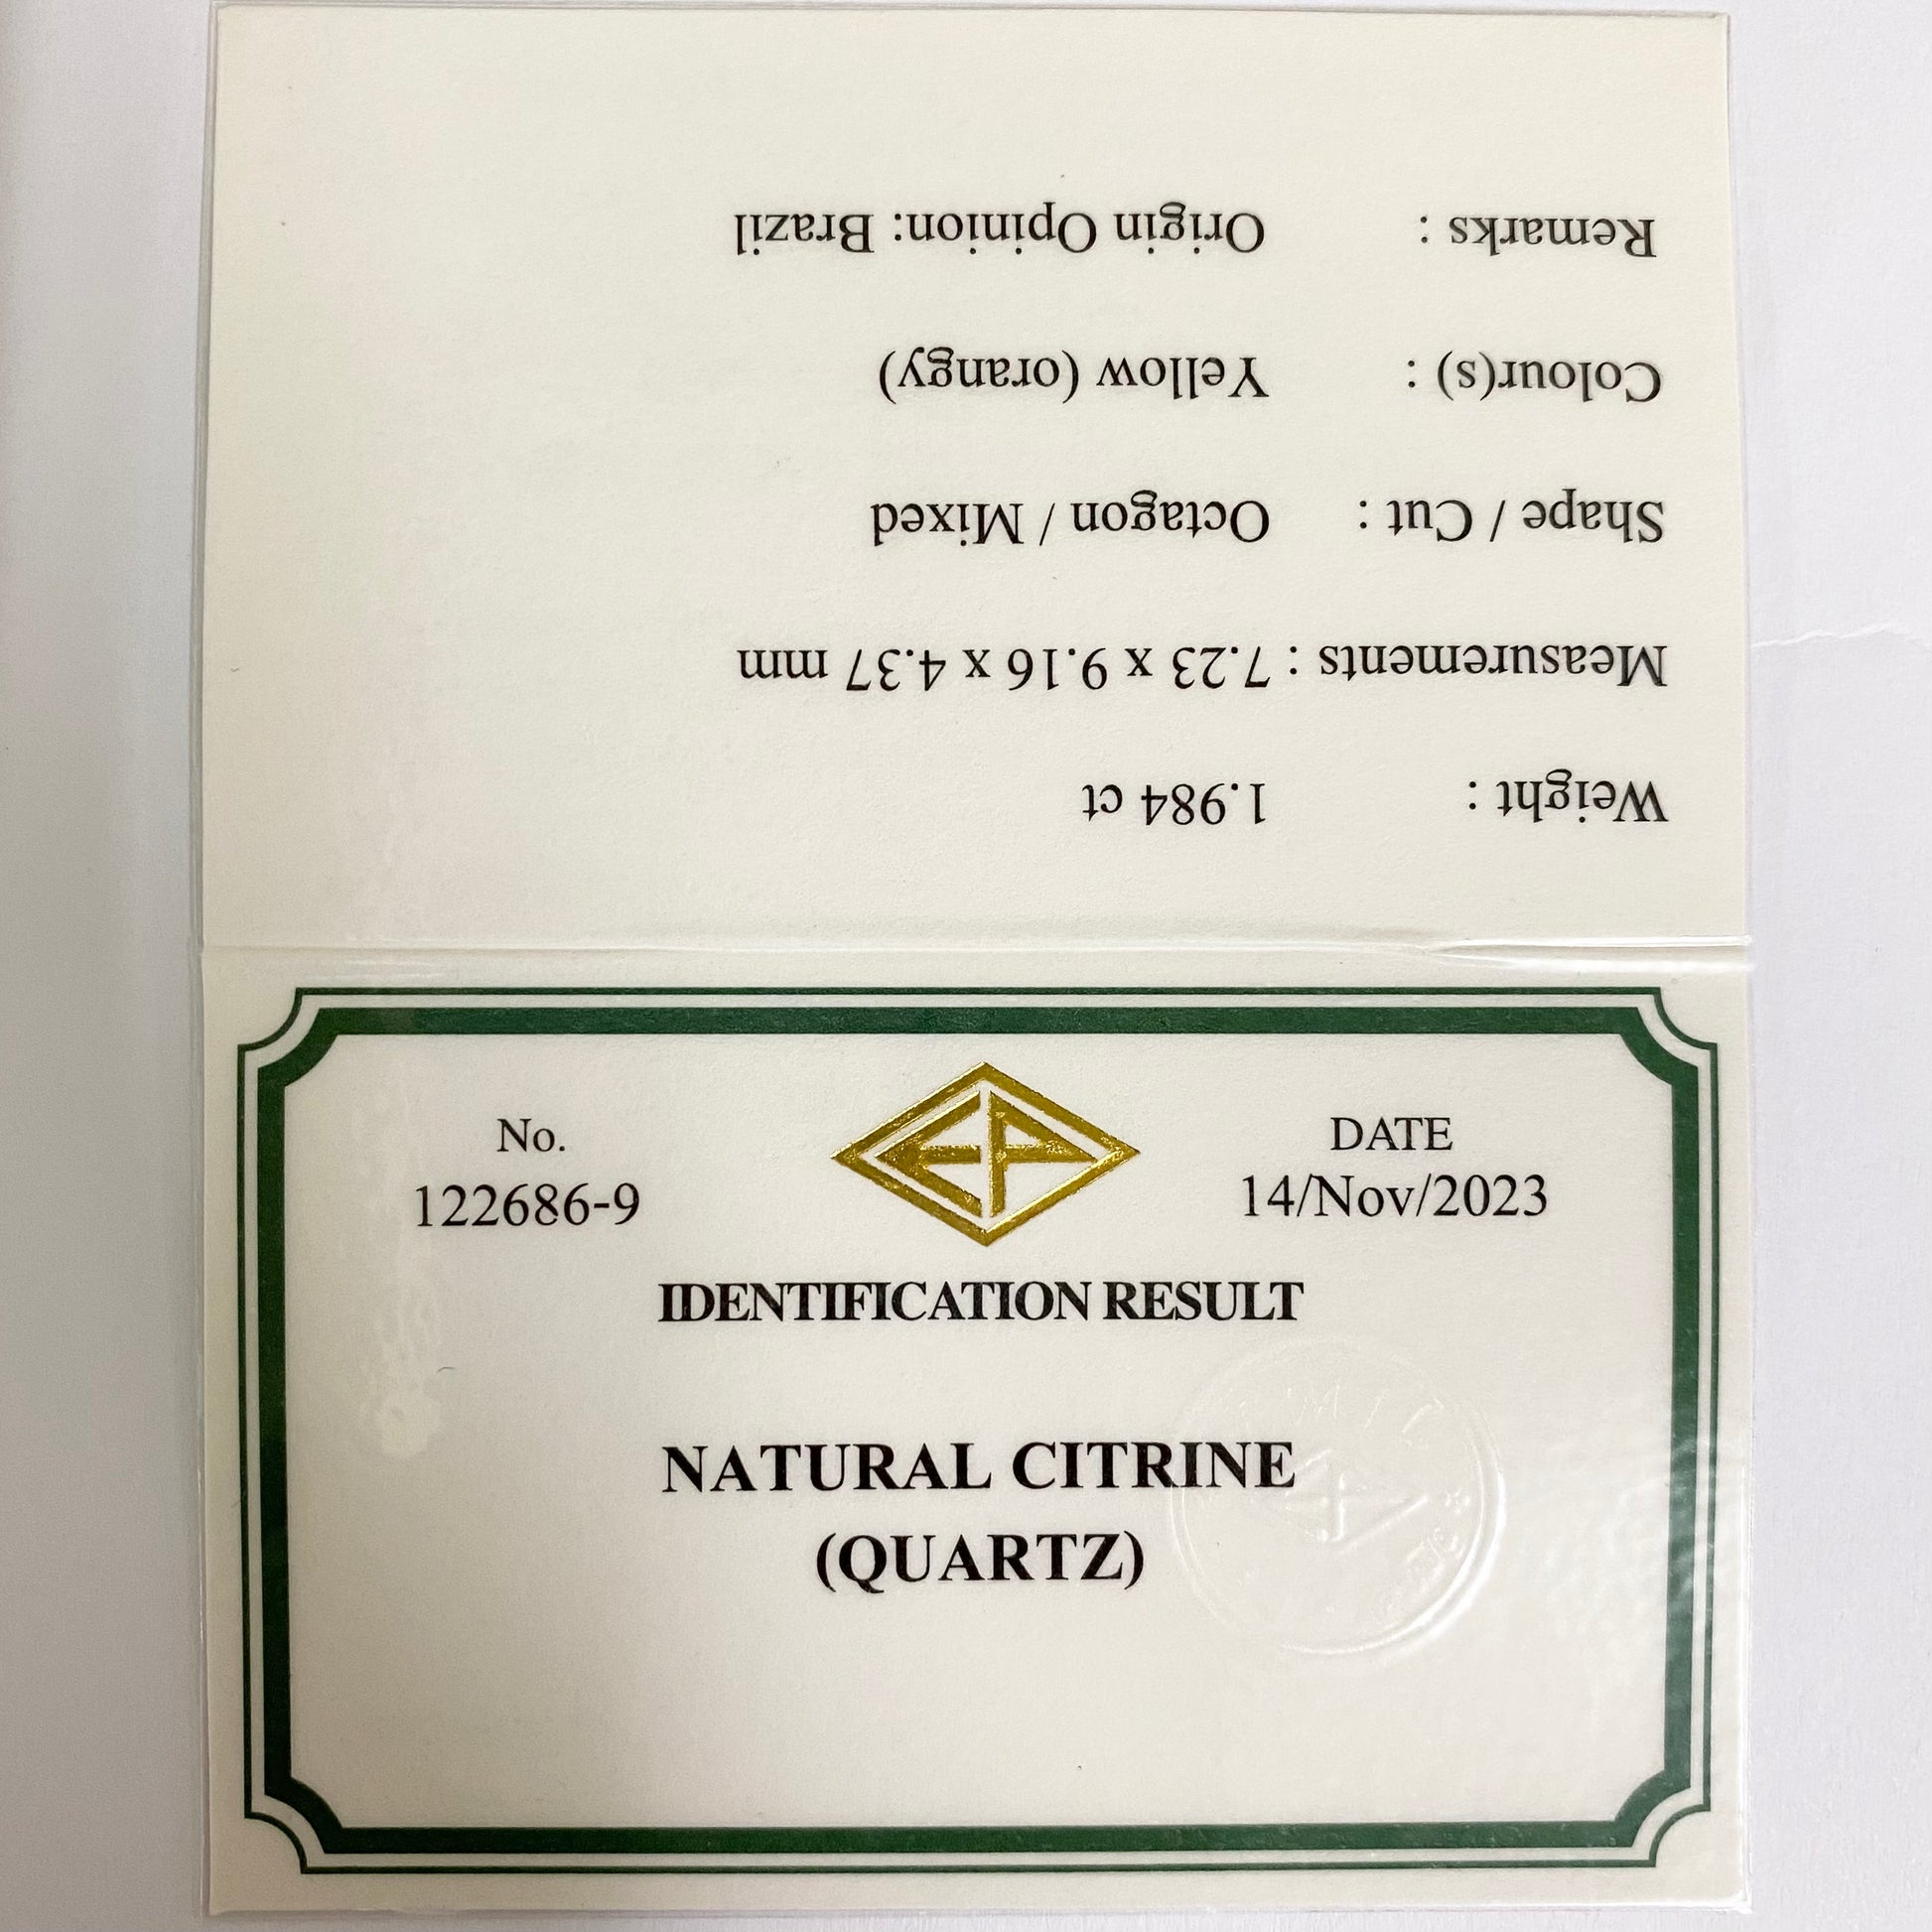 Weight : 1.984 ct
Measurements : 7.23 x 9.16 x 4.37 mm
Shape / Cut : Octagon / Mixed
Colour(s) : Yellow (orangy)
Remarks : Origin Opinion: Brazil
EP
No.
122686-9
DATE
14/Nov/2023
IDENTIFICATION RESULT
NATURAL CITRINE
(QUARTZ)